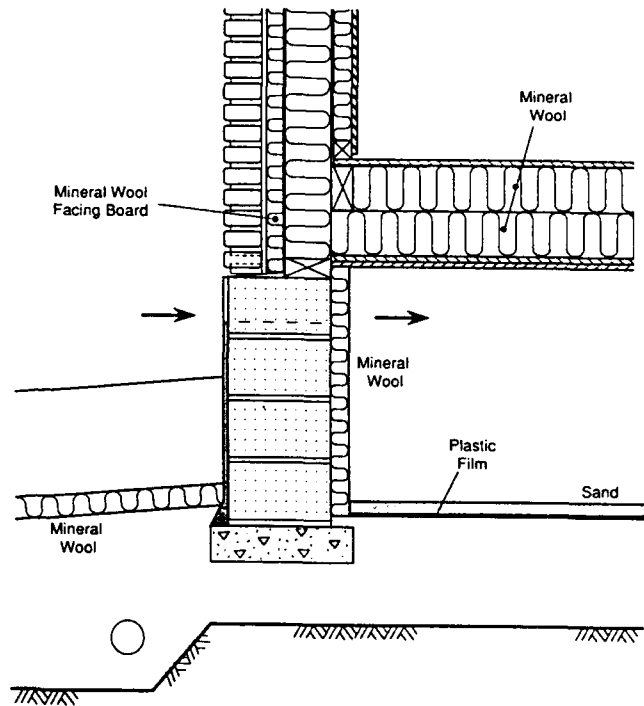 Mineral
Wool
Mineral Wool
Facing Board
Mineral
Wool
Plastic
Film
Sand
Mineral
Wool